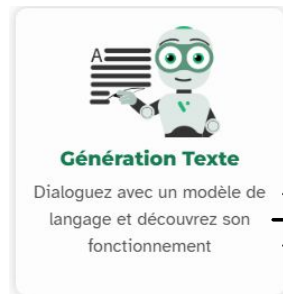 A
Génération Texte
Dialoguez avec un modèle de
langage et découvrez son
fonctionnement